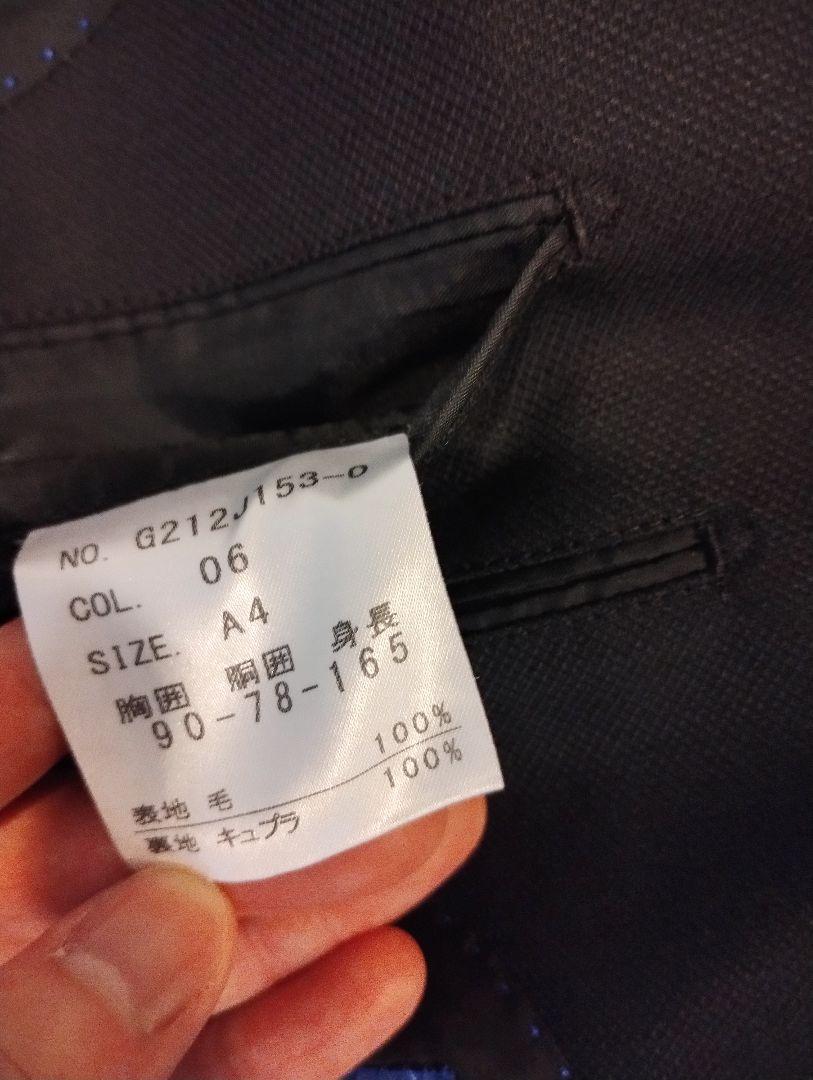 NO. G212J153-0
COL. 06
SIZE. A4
胸囲 胴囲 身長
90-78-165
表地 毛 100%
裏地 キュプラ 100%